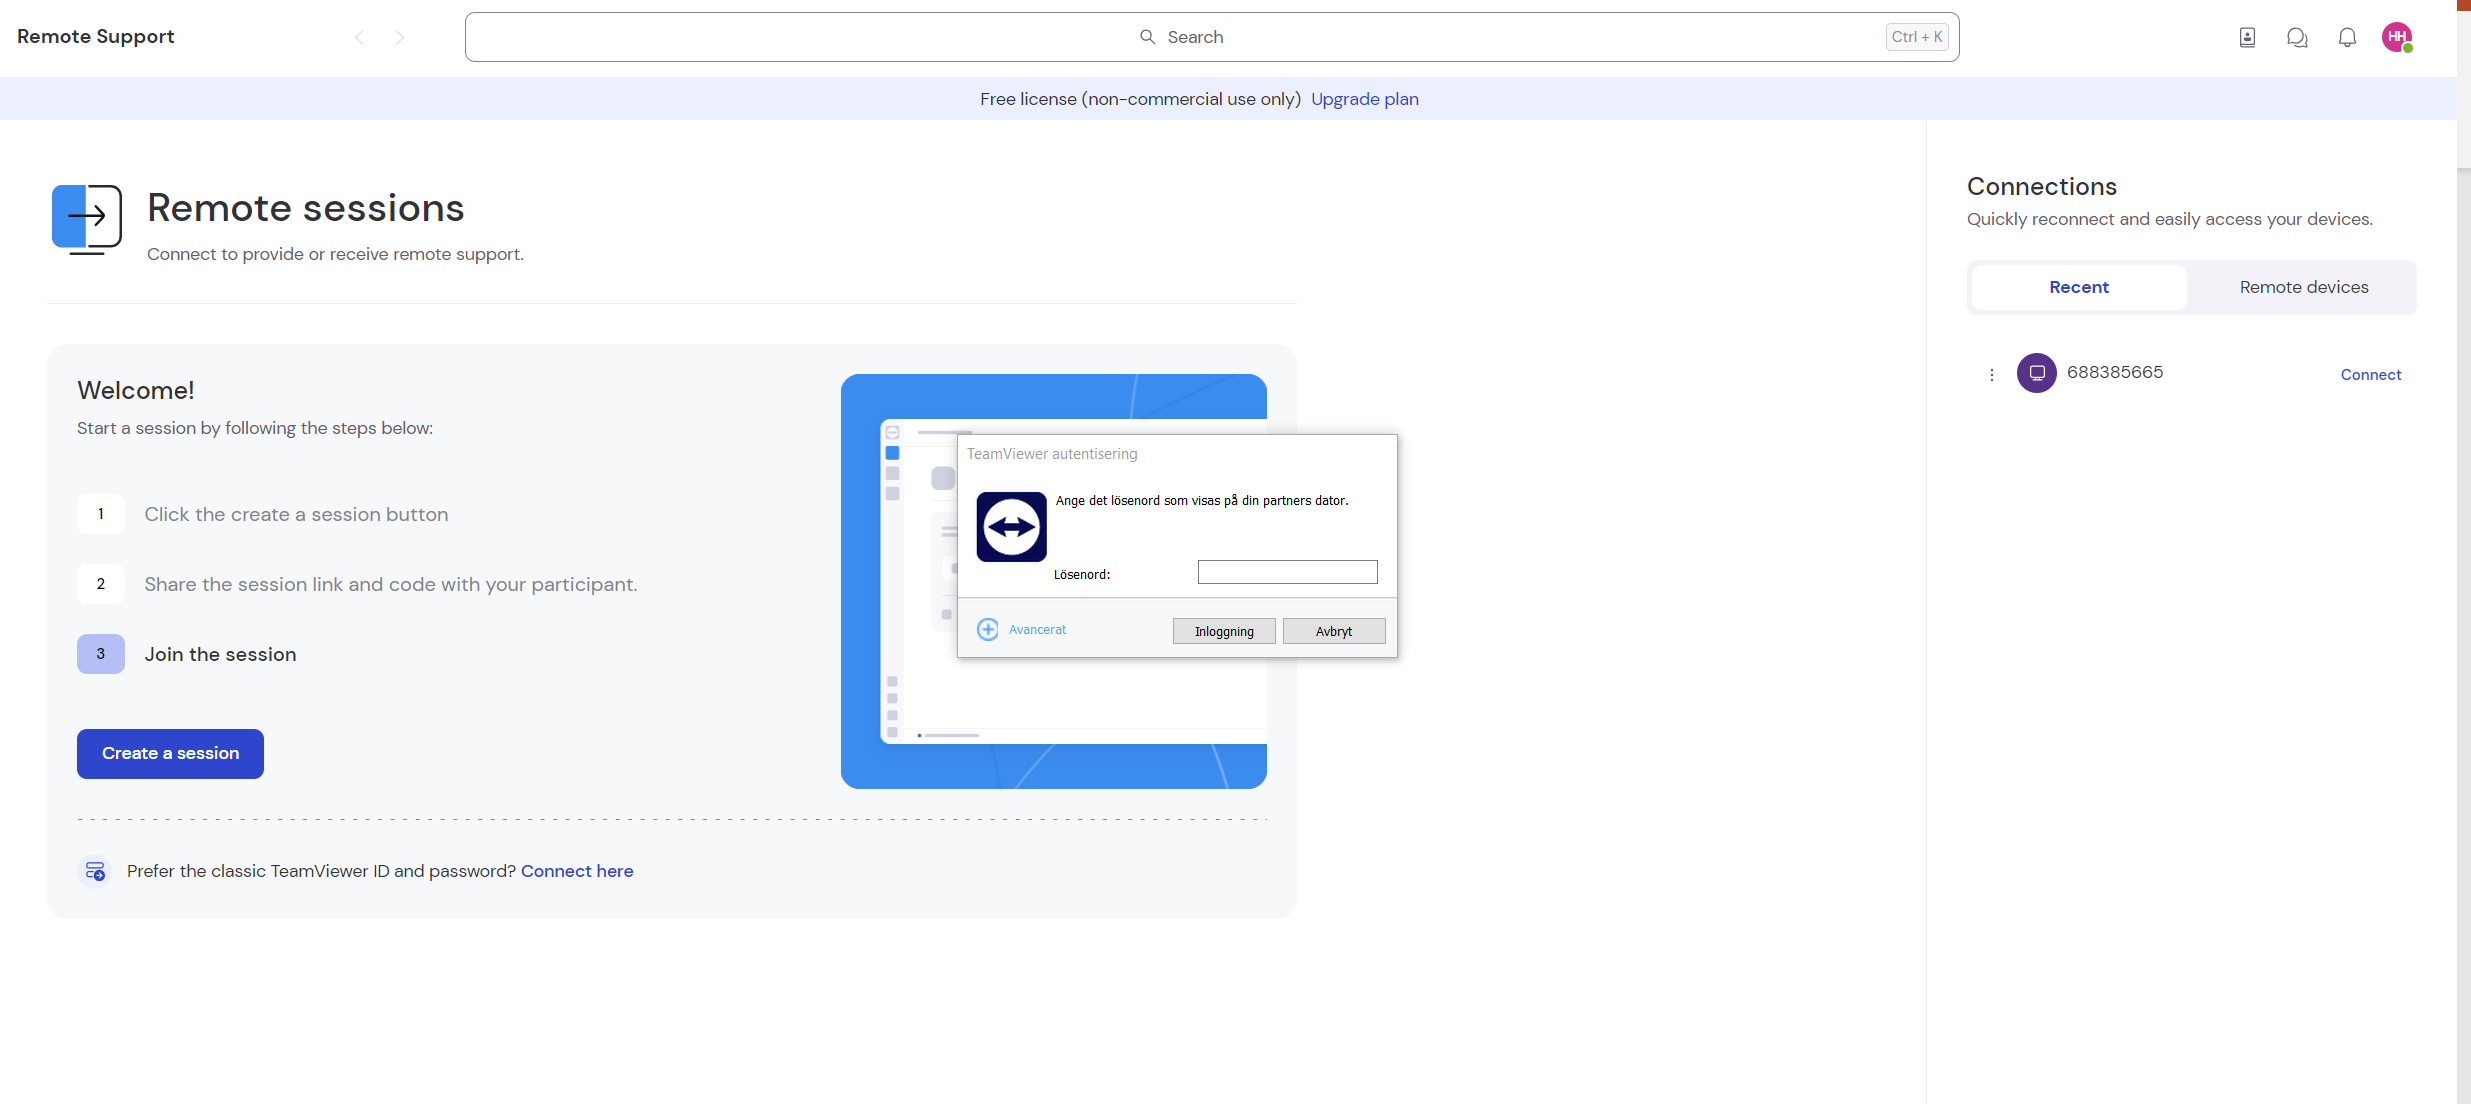 Remote Support
Search
Ctrl + K
HH
Free license (non-commercial use only) Upgrade plan
Remote sessions
Connect to provide or receive remote support.
Welcome!
Start a session by following the steps below:
1 Click the create a session button
2 Share the session link and code with your participant.
3 Join the session
Create a session
Prefer the classic TeamViewer ID and password? Connect here
TeamViewer autentisering
Ange det lösenord som visas på din partners dator.
Lösenord:
Avancerat
Inloggning
Avbryt
Connections
Quickly reconnect and easily access your devices.
Recent
Remote devices
688385665
Connect